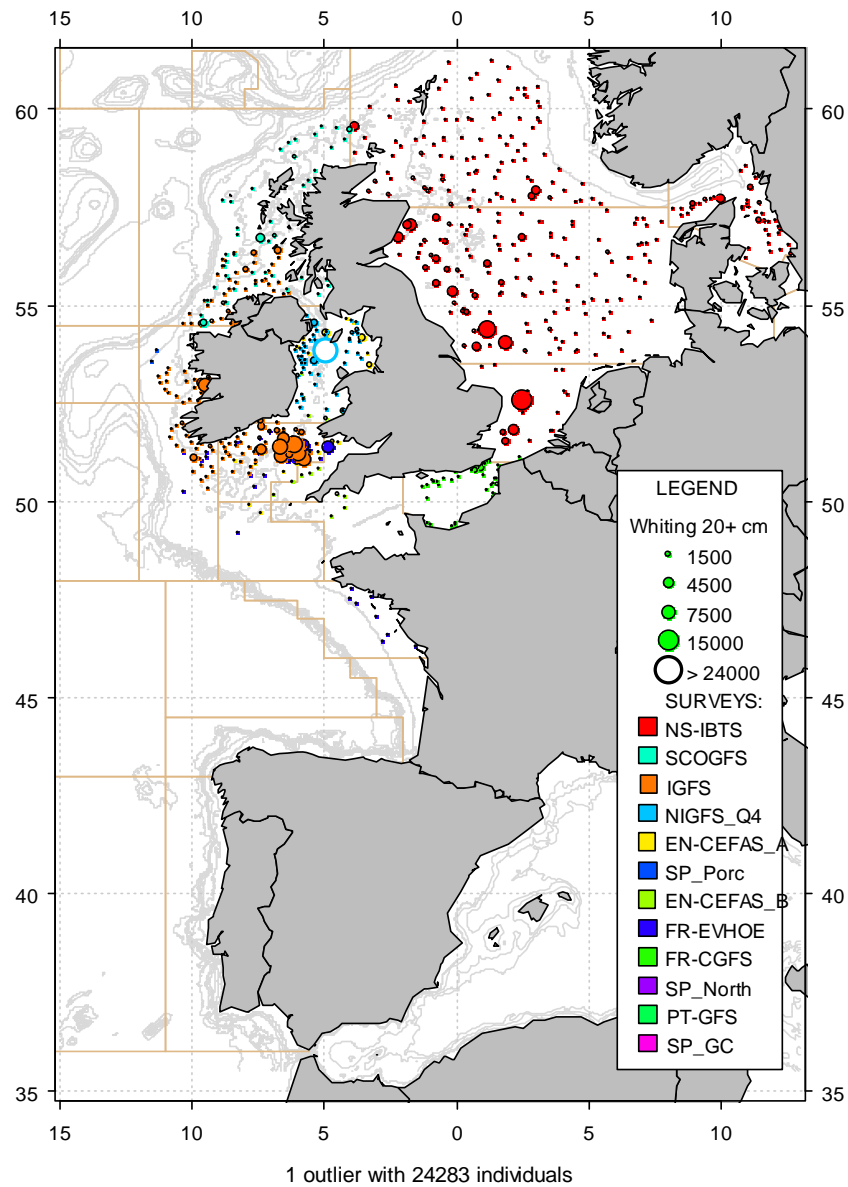 15 10 5 0 5 10
60 60
55 55
50 50
45 45
40 40
35 35
LEGEND
Whiting 20+ cm
1500
4500
7500
15000
> 24000
SURVEYS:
NS-IBTS
SCOGFS
IGFS
NIGFS_Q4
EN-CEFAS_A
SP_Porc
EN-CEFAS_B
FR-EVHOE
FR-CGFS
SP_North
PT-GFS
SP_GC
15 10 5 0 5 10
1 outlier with 24283 individuals